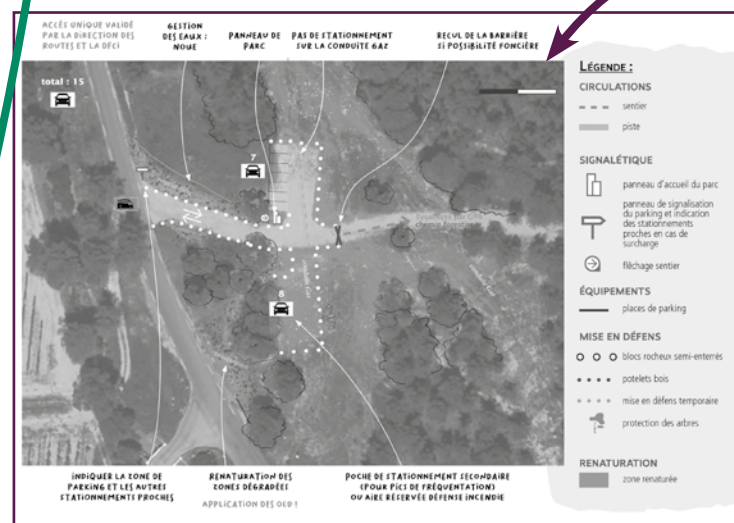 ACCÈS UNIQUE VALIDÉ
PAR LA DIRECTION DES
ROUTES ET LA DFCI
GESTION
DES EAUX :
NOUE
PANNEAU DE
PARC
PAS DE STATIONNEMENT
SUR LA CONDUITE GAZ
RECUL DE LA BARRIÈRE
SI POSSIBILITÉ FONCIÈRE
total : 15
7
8
INDIQUER LA ZONE DE
PARKING ET LES AUTRES
STATIONNEMENTS PROCHES
RENATURATION DES
ZONES DÉGRADÉES
APPLICATION DES OLD !
POCHE DE STATIONNEMENT SECONDAIRE
(POUR PICS DE FRÉQUENTATION)
OU AIRE RÉSERVÉE DÉFENSE INCENDIE
LÉGENDE :
CIRCULATIONS
sentier
piste
SIGNALÉTIQUE
panneau d'accueil du parc
panneau de signalisation
du parking et indication
des stationnements
proches en cas de
surcharge
flêchage sentier
ÉQUIPEMENTS
places de parking
MISE EN DÉFENS
blocs rocheux semi-enterrés
potelets bois
mise en défens temporaire
protection des arbres
RENATURATION
zone renaturée